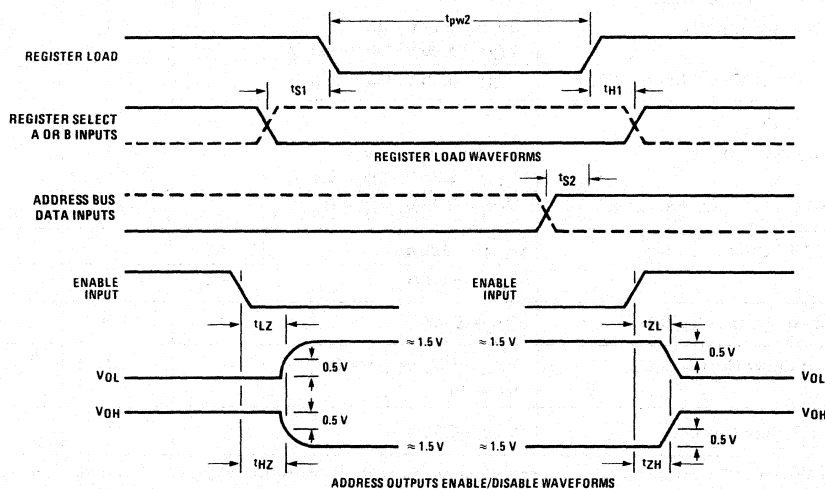 tpw2
REGISTER LOAD
tS1
tH1
REGISTER SELECT
A OR B INPUTS
REGISTER LOAD WAVEFORMS
tS2
ADDRESS BUS
DATA INPUTS
ENABLE
INPUT
ENABLE
INPUT
tLZ
tZL
≈ 1.5 V
≈ 1.5 V
0.5 V
0.5 V
VOL
VOL
VOH
VOH
0.5 V
0.5 V
≈ 1.5 V
≈ 1.5 V
tHZ
tZH
ADDRESS OUTPUTS ENABLE/DISABLE WAVEFORMS